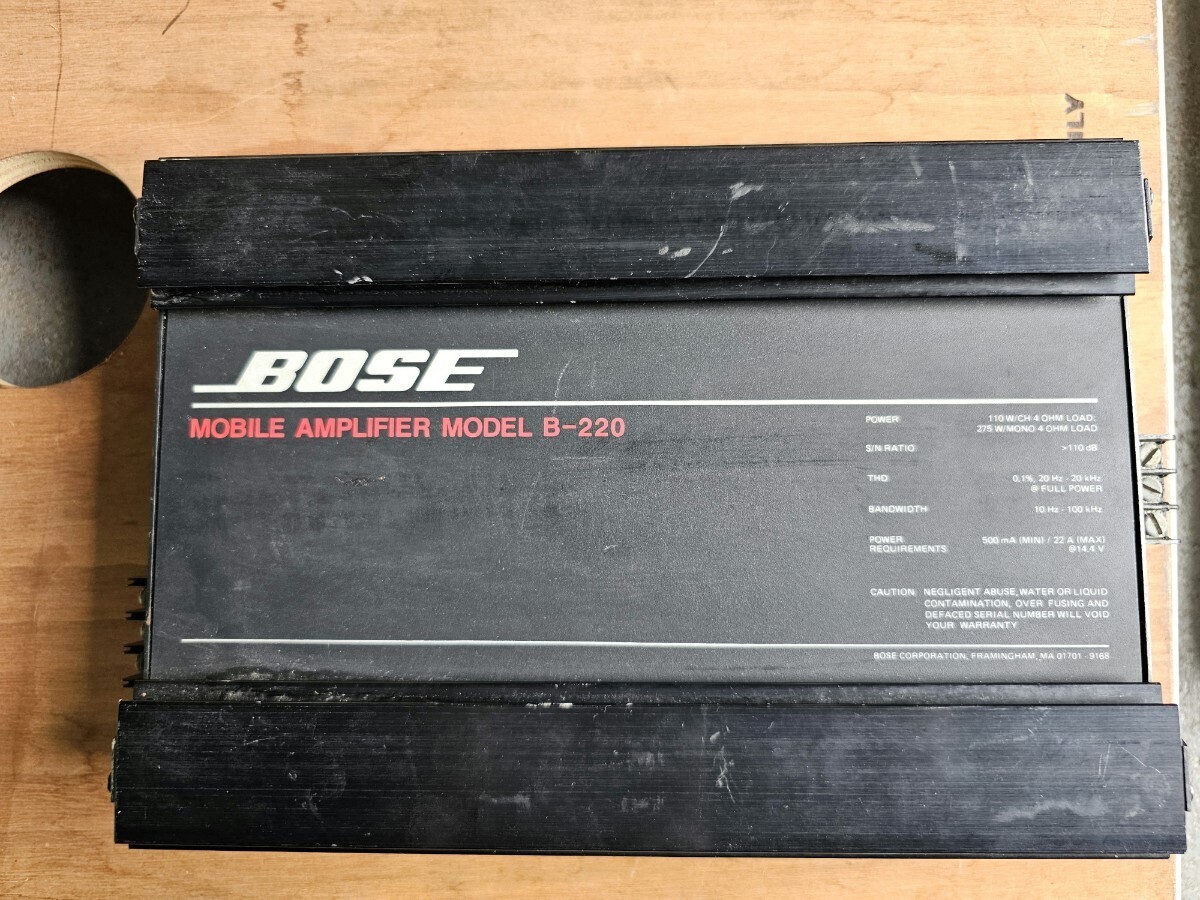 BOSE
MOBILE AMPLIFIER MODEL B-220
POWER 110 W/CH 4 OHM LOAD:
275 W/MONO 4 OHM LOAD
S/N RATIO >110 dB
THD 0.1%, 20 Hz - 20 kHz
@ FULL POWER
BANDWIDTH 10 Hz - 100 kHz
POWER REQUIREMENTS 500 mA (MIN) / 22 A (MAX)
@14.4 V
CAUTION NEGLIGENT ABUSE, WATER OR LIQUID
CONTAMINATION, OVER FUSING AND
DEFACED SERIAL NUMBER WILL VOID
YOUR WARRANTY
BOSE CORPORATION, FRAMINGHAM, MA 01701 - 9168